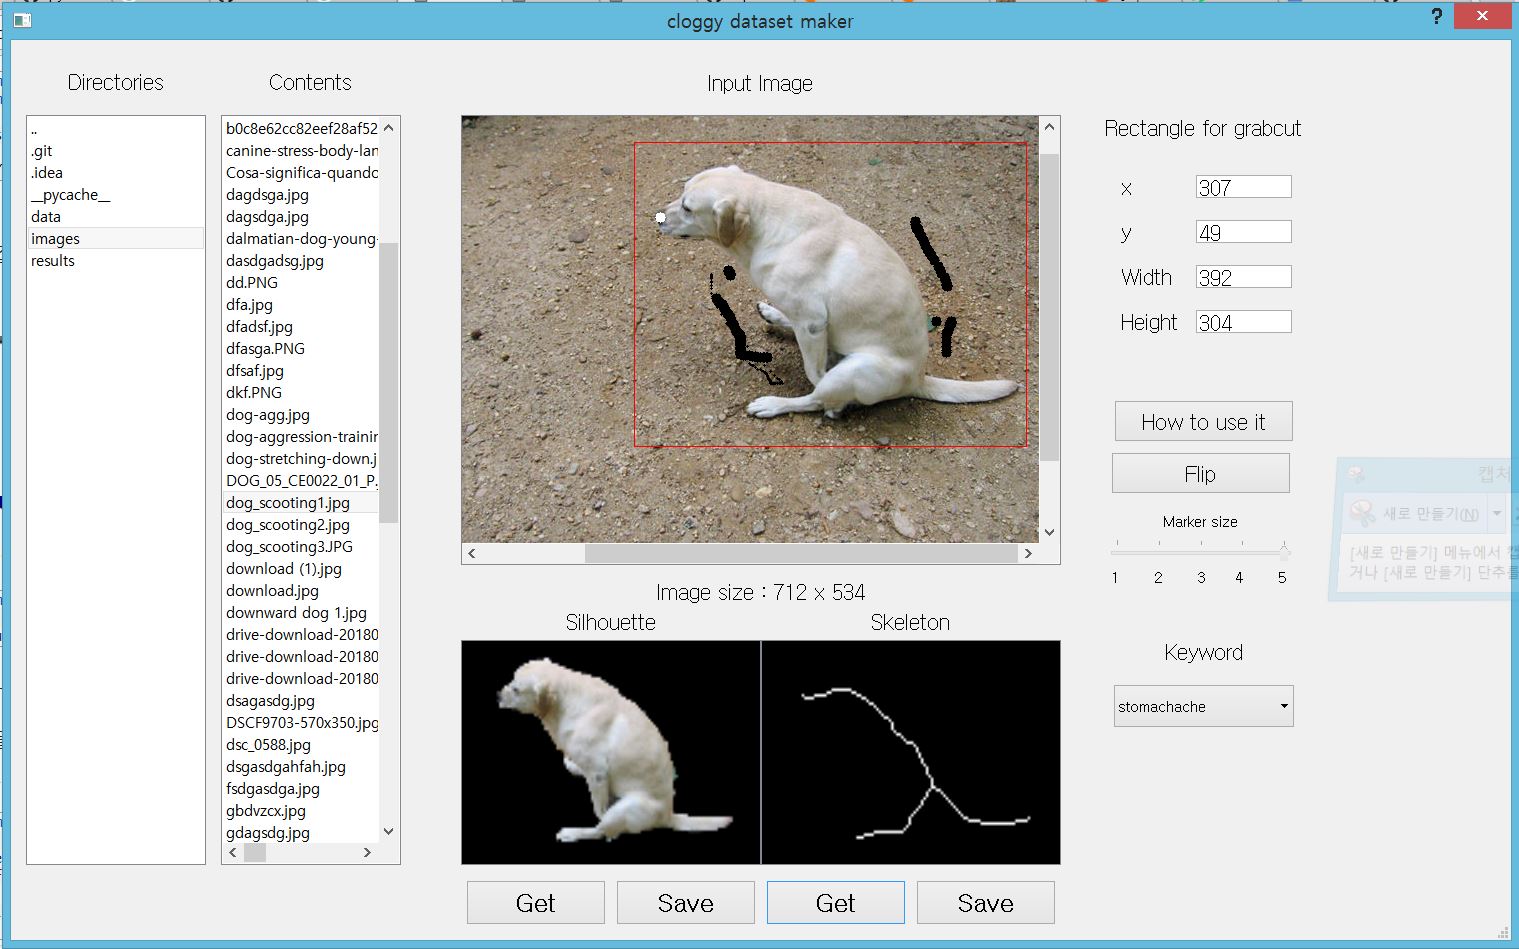 cloggy dataset maker
?
Directories
Contents
Input Image
..
.git
.idea
__pycache__
data
images
results
b0c8e62cc82eef28af52
canine-stress-body-lan
Cosa-significa-quando
dagdsga.jpg
dagsdga.jpg
dalmatian-dog-young-
dasdgadsg.jpg
dd.PNG
dfa.jpg
dfadsf.jpg
dfasga.PNG
dfsaf.jpg
dkf.PNG
dog-agg.jpg
dog-aggression-trainin
dog-stretching-down.j
DOG_05_CE0022_01_P.
dog_scooting1.jpg
dog_scooting2.jpg
dog_scooting3.JPG
download (1).jpg
download.jpg
downward dog 1.jpg
drive-download-20180
drive-download-20180
drive-download-20180
dsagasdg.jpg
DSCF9703-570x350.jpg
dsc_0588.jpg
dsgasdgahfah.jpg
fsdgasdga.jpg
gbdvzcx.jpg
gdagsdg.jpg
Rectangle for grabcut
x 307
y 49
Width 392
Height 304
How to use it
Flip
Marker size
1 2 3 4 5
Keyword
stomachache
Image size : 712 x 534
Silhouette
Skeleton
Get Save Get Save
캡처
새로 만들기(N)
[새로 만들기] 메뉴에서 캡
거나 [새로 만들기] 단추를